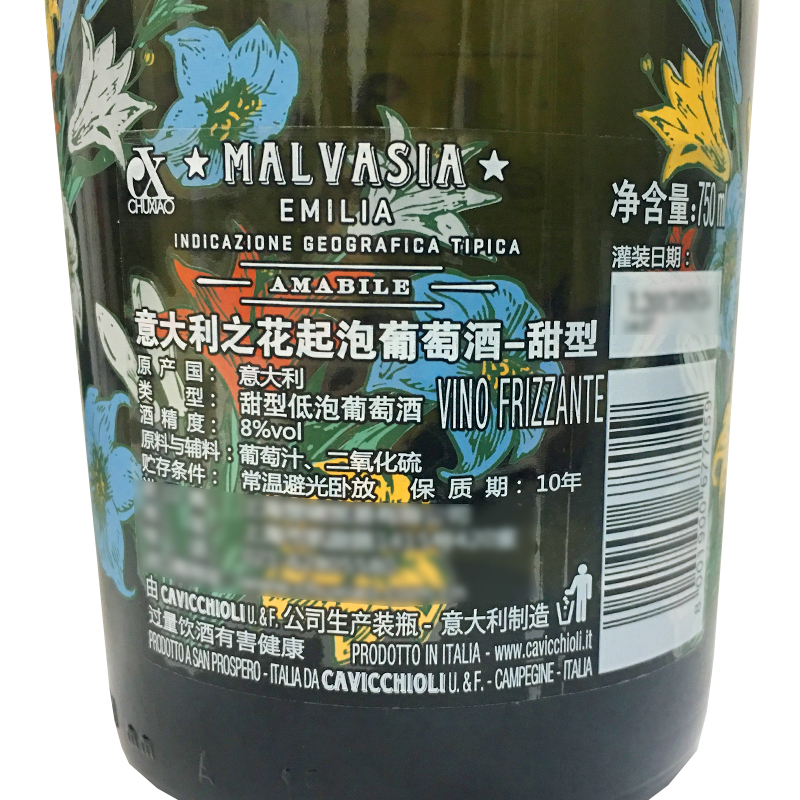 CHUXIAO
★ MALVASIA ★
EMILIA
INDICAZIONE GEOGRAFICA TIPICA
AMABILE
意大利之花起泡葡萄酒-甜型
原产国：意大利
类型：甜型低泡葡萄酒
VINO FRIZZANTE
酒精度：8%vol
原料与辅料：葡萄汁、二氧化硫
贮存条件：常温避光卧放 保质期：10年
由 CAVICCHIOLI U. & F. 公司生产装瓶 - 意大利制造
过量饮酒有害健康
PRODOTTO IN ITALIA - www.cavicchioli.it
PRODOTTO A SAN PROSPERO - ITALIA DA CAVICCHIOLI U. & F. - CAMPEGINE - ITALIA
净含量:750 ml
灌装日期：